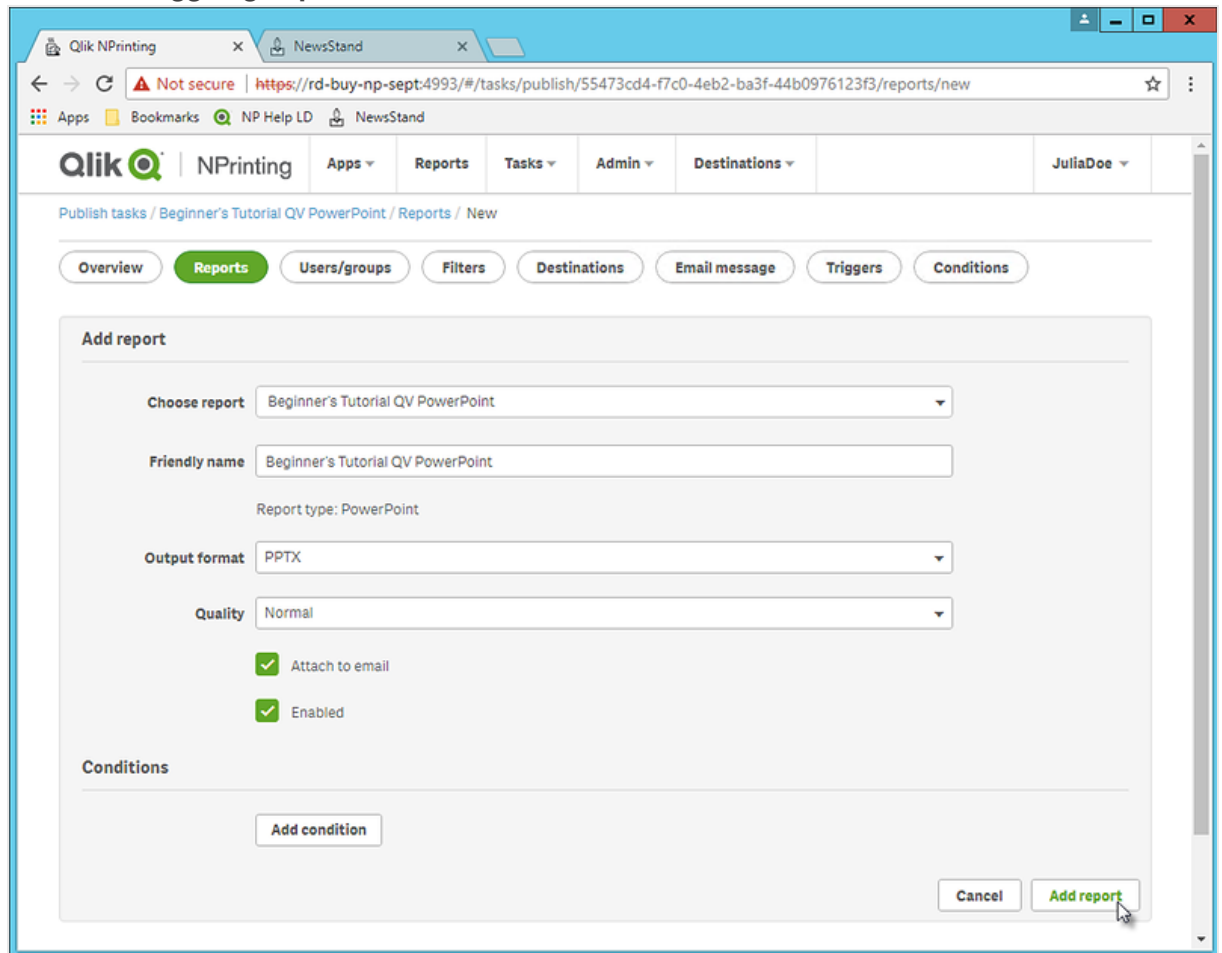 Qlik NPrinting NewsStand
Not secure https://rd-buy-np-sept:4993/#/tasks/publish/55473cd4-f7c0-4eb2-ba3f-44b0976123f3/reports/new
Apps Bookmarks NP Help LD NewsStand
Qlik NPrinting Apps Reports Tasks Admin Destinations JuliaDoe
Publish tasks / Beginner's Tutorial QV PowerPoint / Reports / New
Overview Reports Users/groups Filters Destinations Email message Triggers Conditions
Add report
Choose report Beginner's Tutorial QV PowerPoint
Friendly name Beginner's Tutorial QV PowerPoint
Report type: PowerPoint
Output format PPTX
Quality Normal
Attach to email
Enabled
Conditions
Add condition
Cancel Add report